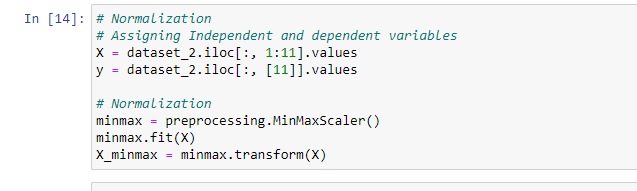 In [14]: # Normalization
# Assigning Independent and dependent variables
X = dataset_2.iloc[:, 1:11].values
y = dataset_2.iloc[:, [11]].values
# Normalization
minmax = preprocessing.MinMaxScaler()
minmax.fit(X)
X_minmax = minmax.transform(X)